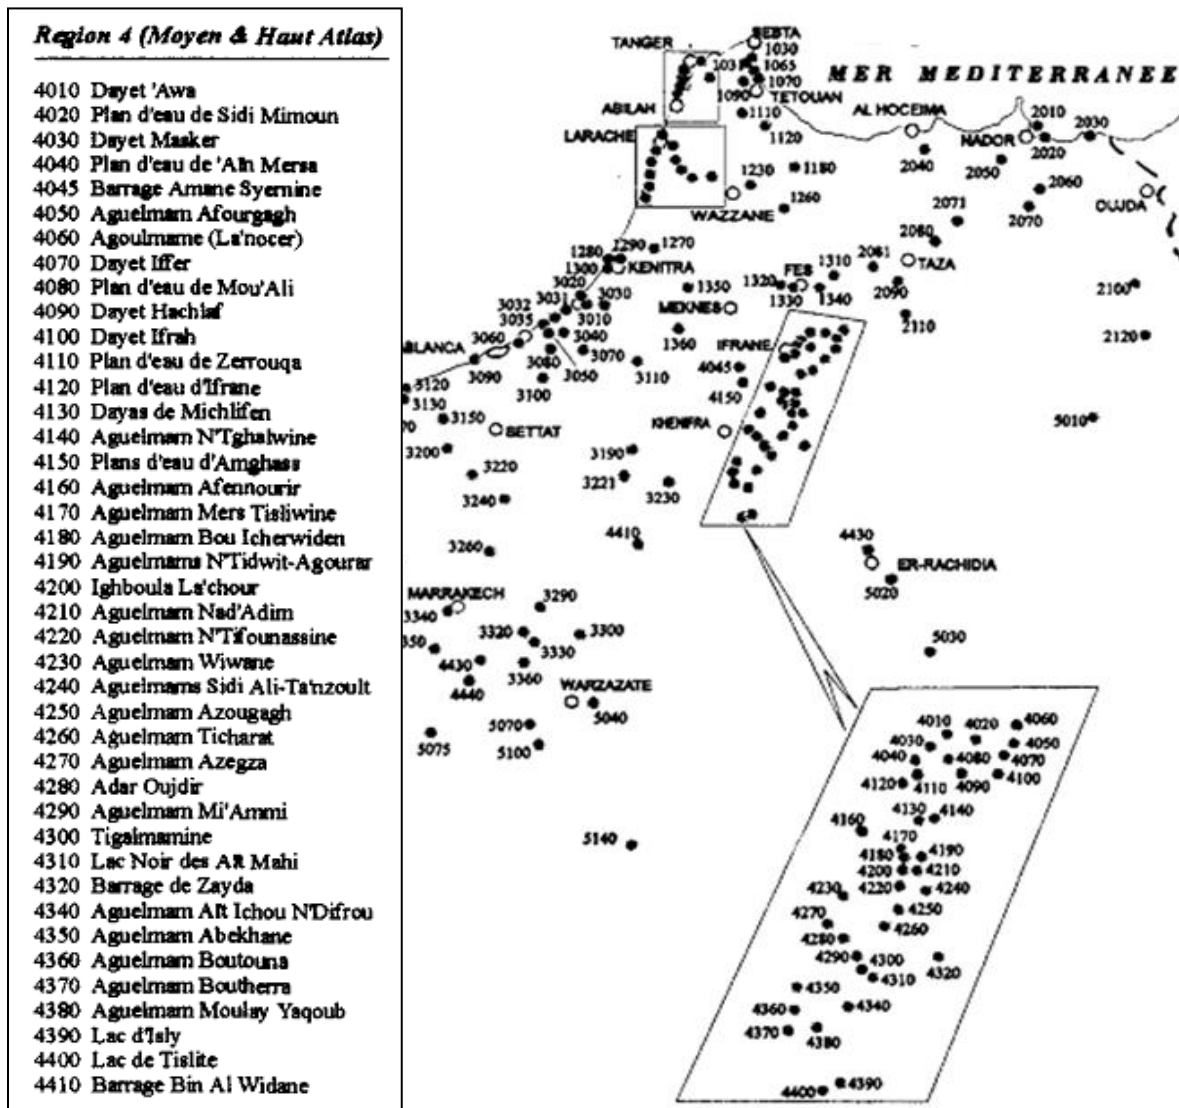 Region 4 (Moyen & Haut Atlas)
4010 Dayet 'Awa
4020 Plan d'eau de Sidi Mimoun
4030 Dayet Masker
4040 Plan d'eau de 'Aïn Mersa
4045 Barrage Amane Syernine
4050 Aguelmam Afourgagh
4060 Agoulmame (La'nocer)
4070 Dayet Iffer
4080 Plan d'eau de Mou'Ali
4090 Dayet Hachlaf
4100 Dayet Ifrah
4110 Plan d'eau de Zerrouqa
4120 Plan d'eau d'Ifrane
4130 Dayas de Michlifen
4140 Aguelmam N'Tghalwine
4150 Plans d'eau d'Amghass
4160 Aguelmam Afennourir
4170 Aguelmam Mers Tisliwine
4180 Aguelmam Bou Icherwiden
4190 Aguelmams N'Tidwit-Agourar
4200 Ighboula La'chour
4210 Aguelmam Nad'Adim
4220 Aguelmam N'Tifounassine
4230 Aguelmam Wiwane
4240 Aguelmams Sidi Ali-Ta'nzoult
4250 Aguelmam Azougagh
4260 Aguelmam Ticharat
4270 Aguelmam Azegza
4280 Adar Oujdir
4290 Aguelmam Mi'Ammi
4300 Tigalmamine
4310 Lac Noir des Aït Mahi
4320 Barrage de Zayda
4340 Aguelmam Aït Ichou N'Difrou
4350 Aguelmam Abekhane
4360 Aguelmam Boutouna
4370 Aguelmam Boutherra
4380 Aguelmam Moulay Yaqoub
4390 Lac d'Isly
4400 Lac de Tislite
4410 Barrage Bin Al Widane
SEBTA
TANGER
1030
1031
1065
1070
MER MEDITERRANEE
1090
TETOUAN
ASILAH
1110
AL HOCEIMA
2010
2030
LARACHE
1120
NADOR
2020
2040
2050
1230
1180
2060
WAZZANE
1260
2070
OUJDA
2071
2080
1290
1270
1280
1300
KENITRA
2081
TAZA
1320
FES
1310
3020
1350
1330
1340
2090
2100
3032
3031
3030
3010
MEKNES
3035
2110
2120
3060
3040
1360
IFRANE
ABLANCA
3080
3070
3090
3050
3110
4045
3120
3100
4150
3130
3150
5010
70
SETTAT
KHENIFRA
3200
3190
3220
3221
3230
3240
4410
4430
3260
ER-RACHIDIA
5020
MARRAKECH
3340
3290
3320
3300
350
3330
5030
4430
3360
4440
WARZAZATE
5040
5070
5075
5100
4010
4020
4060
4030
4050
4040
4080
4070
4120
4110
4090
4100
4130
4140
4160
4170
4180
4190
4200
4210
4230
4220
4240
4250
4270
4260
4280
4290
4300
4320
4310
4350
4360
4340
4370
4380
4390
4400
5140